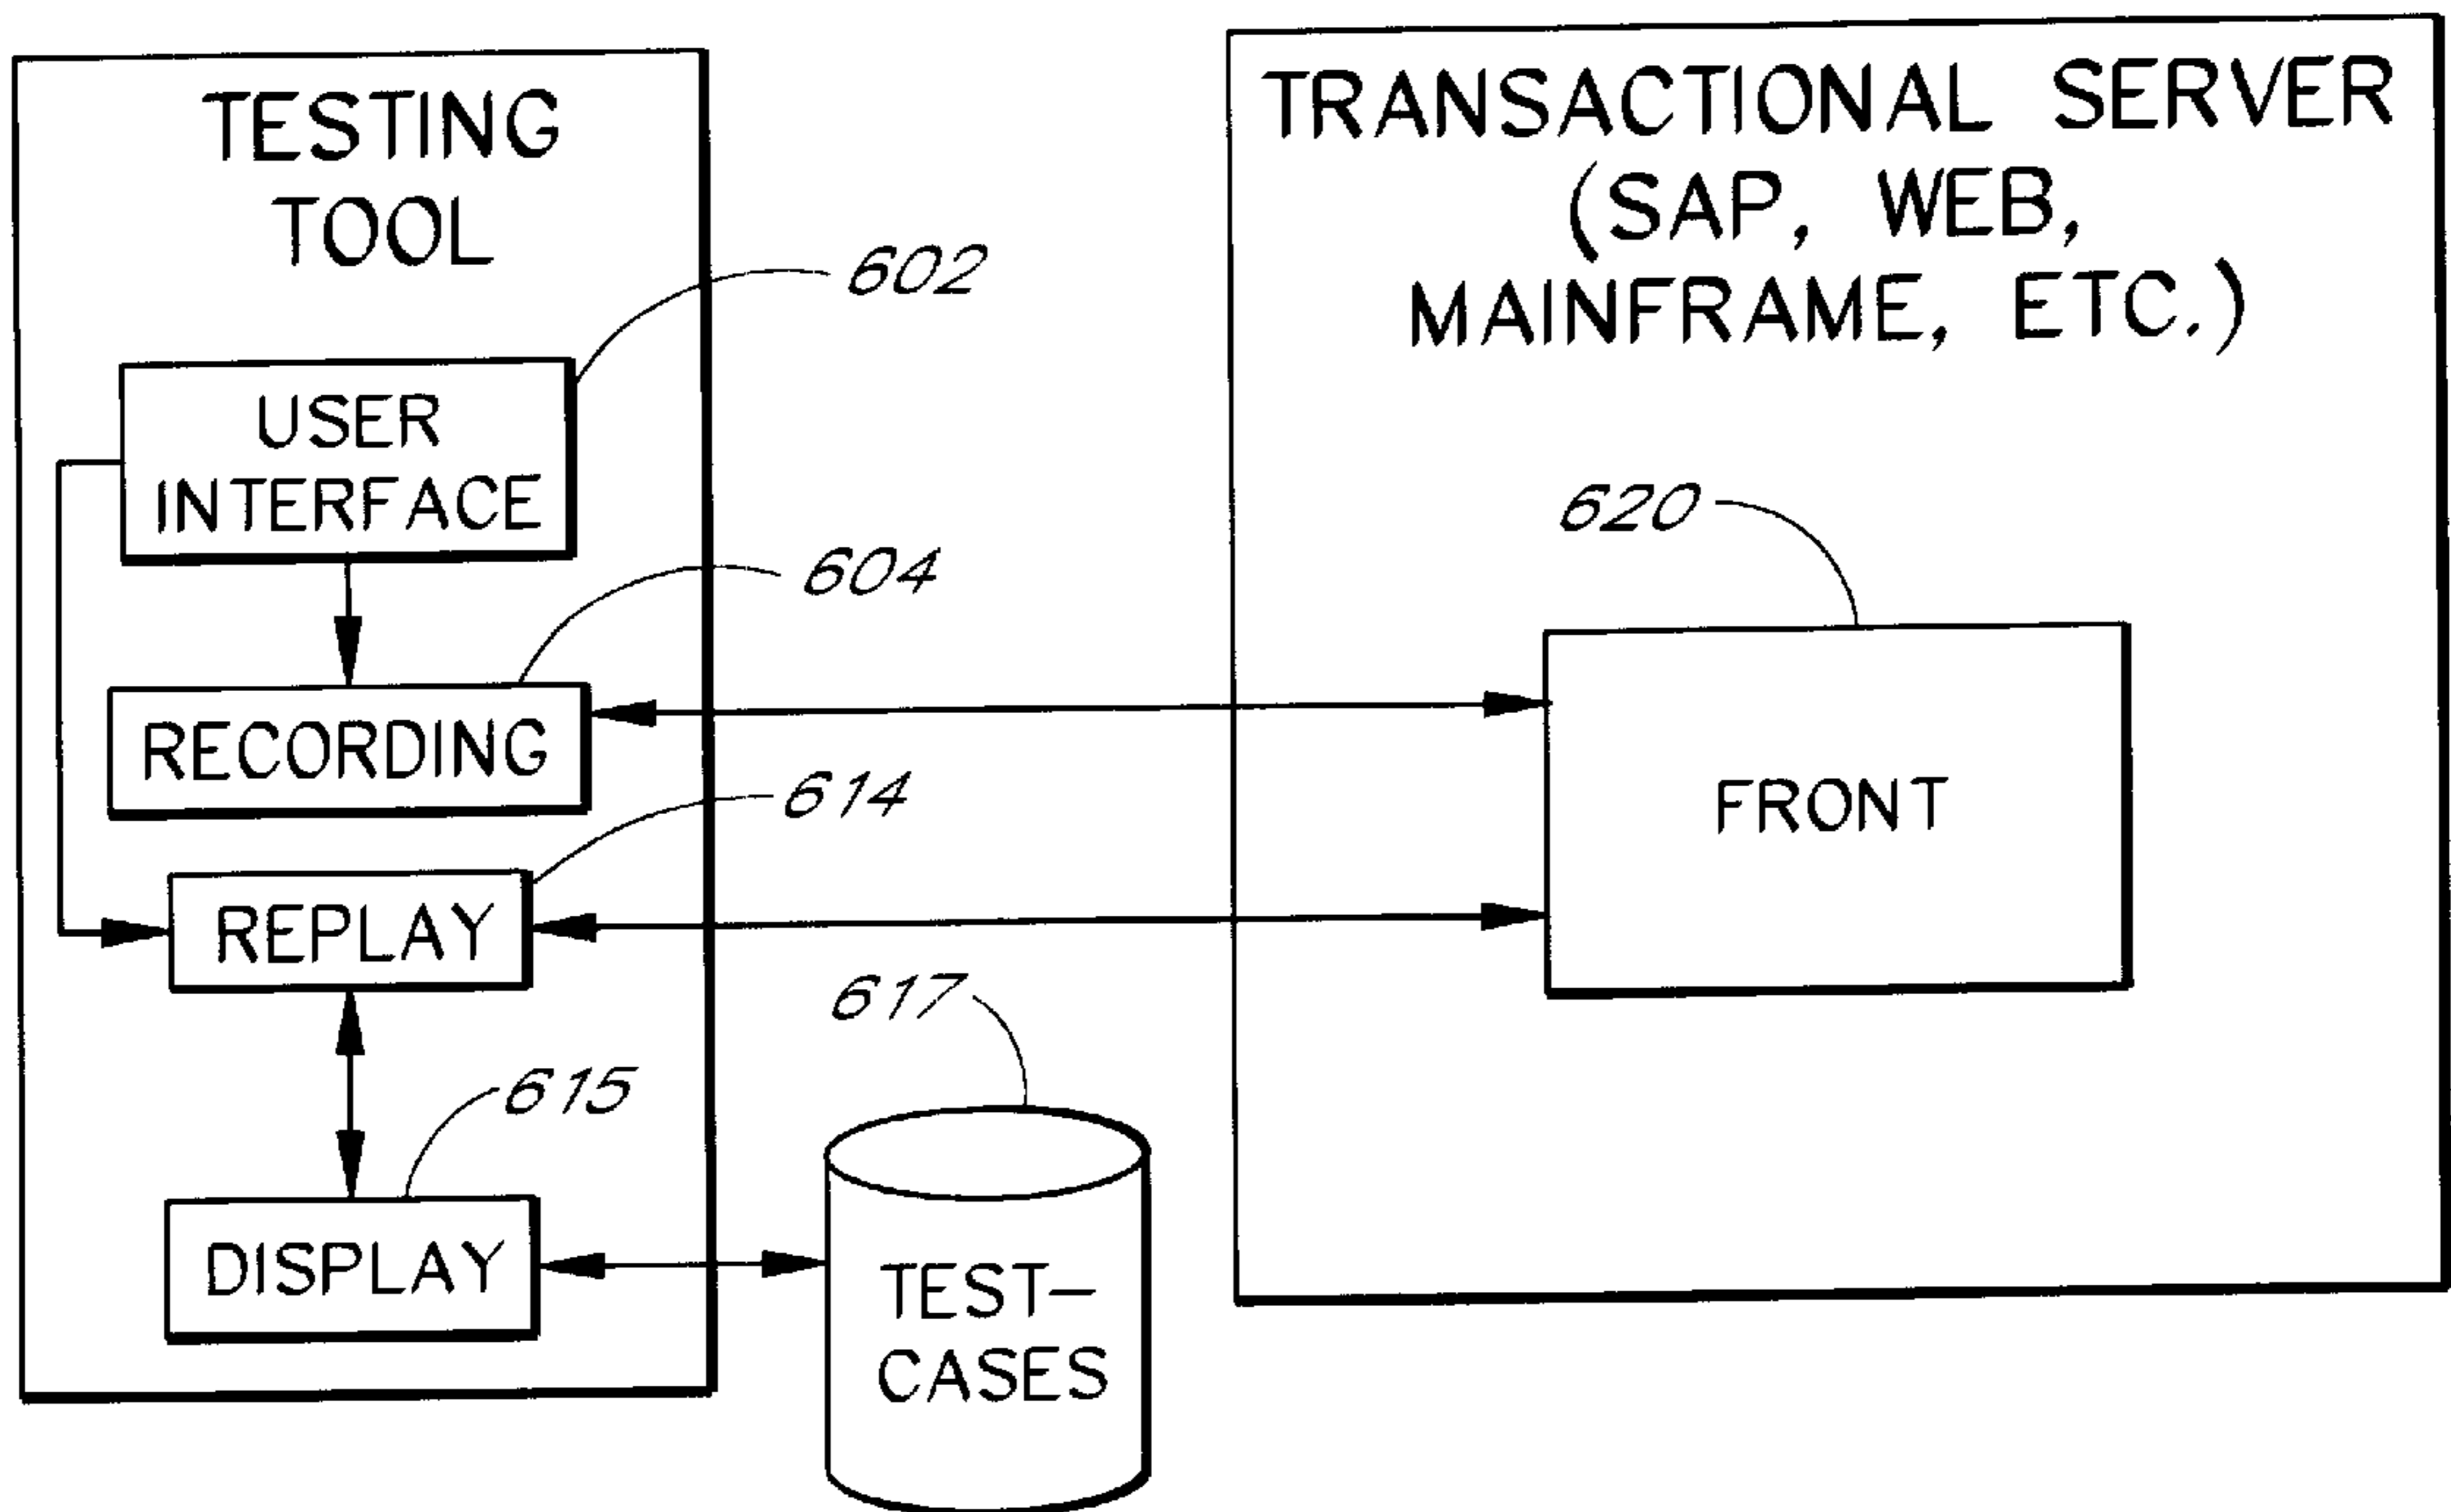 TESTING
TOOL
602
USER
INTERFACE
604
RECORDING
614
REPLAY
615
DISPLAY
617
TEST-
CASES
TRANSACTIONAL SERVER
(SAP, WEB,
MAINFRAME, ETC.)
620
FRONT